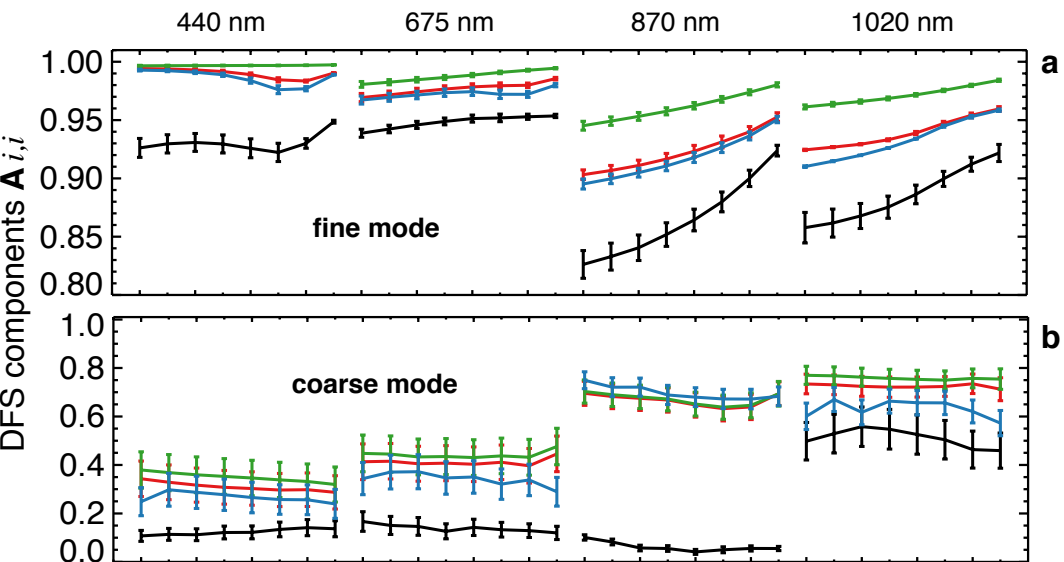 440 nm 675 nm 870 nm 1020 nm
a
1.00
0.95
0.90
0.85
0.80
fine mode
DFS components A i,i
b
1.0
0.8
0.6
0.4
0.2
0.0
coarse mode